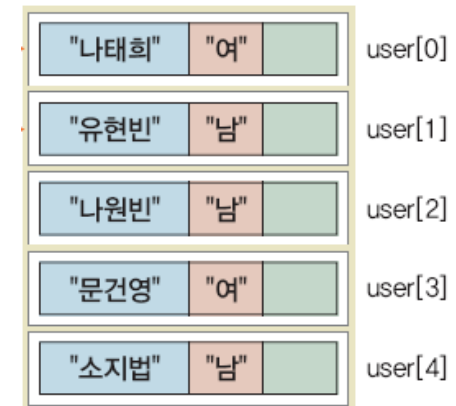 "나태희" "여" user[0]
"유현빈" "남" user[1]
"나원빈" "남" user[2]
"문건영" "여" user[3]
"소지법" "남" user[4]